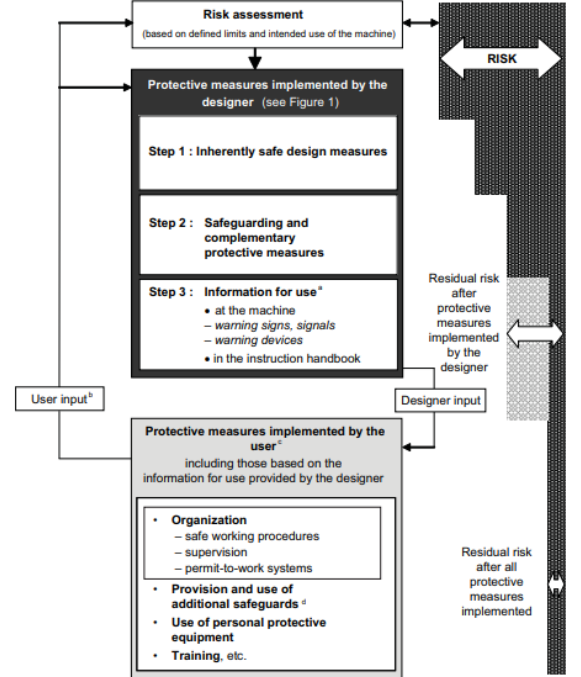 Risk assessment
(based on defined limits and intended use of the machine)
RISK
Protective measures implemented by the
designer (see Figure 1)
Step 1 : Inherently safe design measures
Step 2 : Safeguarding and
complementary
protective measures
Step 3 : Information for use a
• at the machine
– warning signs, signals
– warning devices
• in the instruction handbook
Residual risk
after
protective
measures
implemented
by the
designer
User input b
Designer input
Protective measures implemented by the
user c
including those based on the
information for use provided by the designer
• Organization
– safe working procedures
– supervision
– permit-to-work systems
• Provision and use of
additional safeguards d
• Use of personal protective
equipment
• Training, etc.
Residual risk
after all
protective
measures
implemented